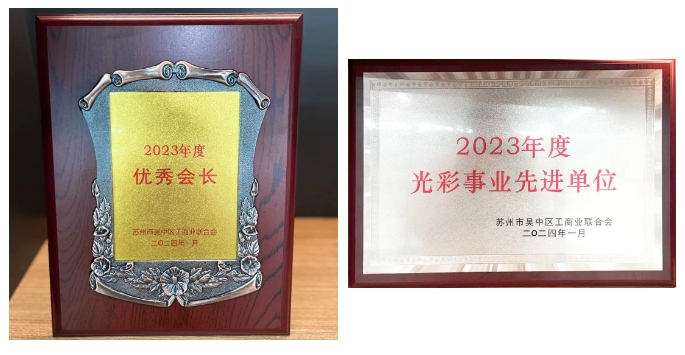 2023年度
优秀会长
苏州市吴中区工商业联合会
二〇二四年一月
2023年度
光彩事业先进单位
苏州市吴中区工商业联合会
二〇二四年一月